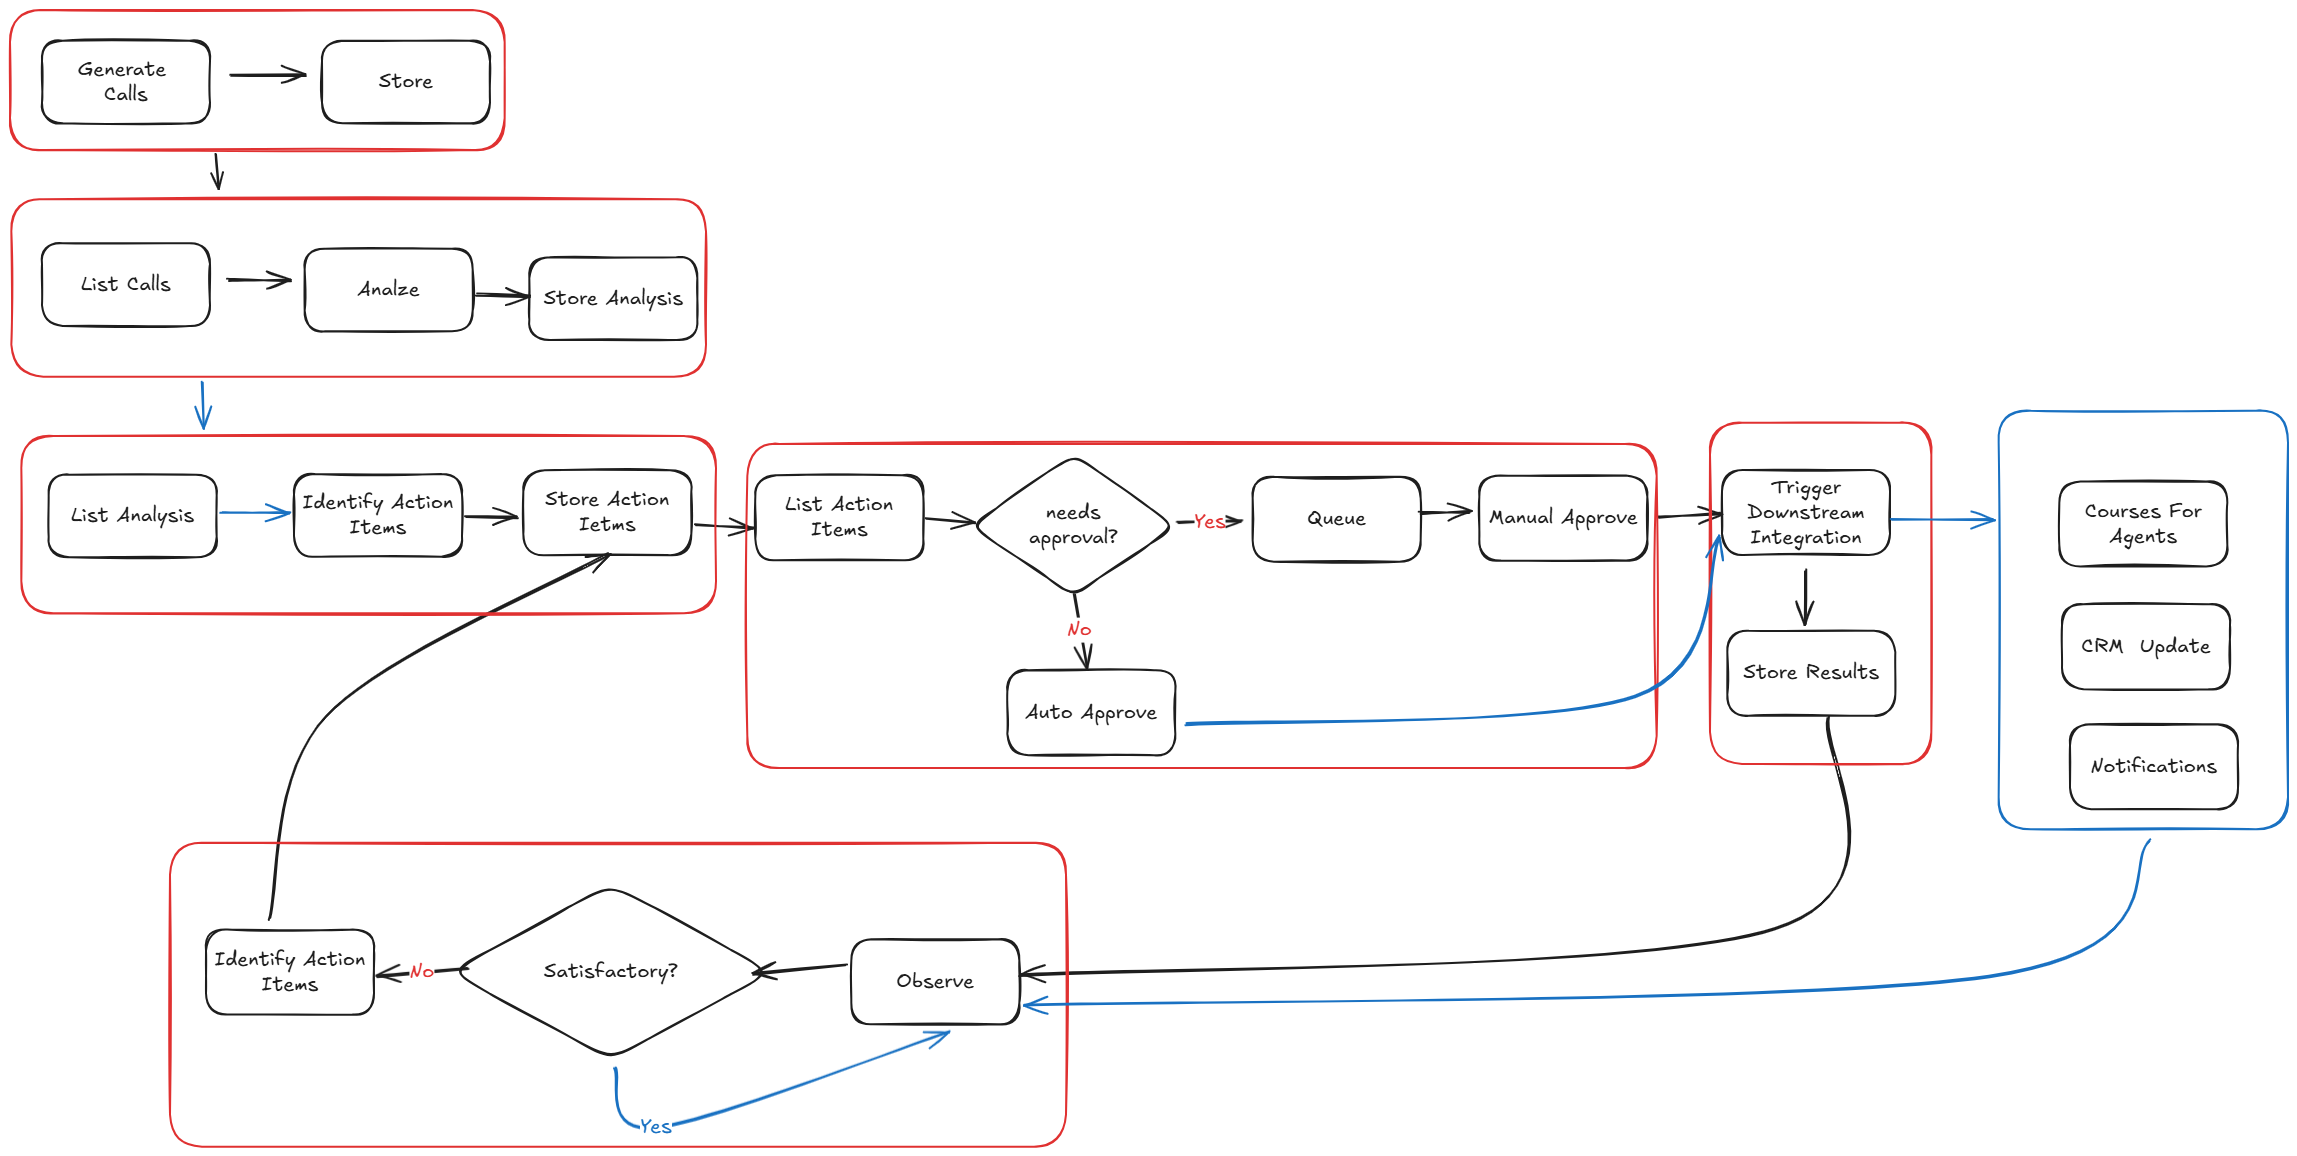 Generate
Calls
Store
List Calls
Analze
Store Analysis
List Analysis
Identify Action
Items
Store Action
Ietms
List Action
Items
needs
approval?
Yes
Queue
Manual Approve
No
Auto Approve
Trigger
Downstream
Integration
Store Results
Courses For
Agents
CRM Update
Notifications
Observe
Satisfactory?
No
Identify Action
Items
Yes